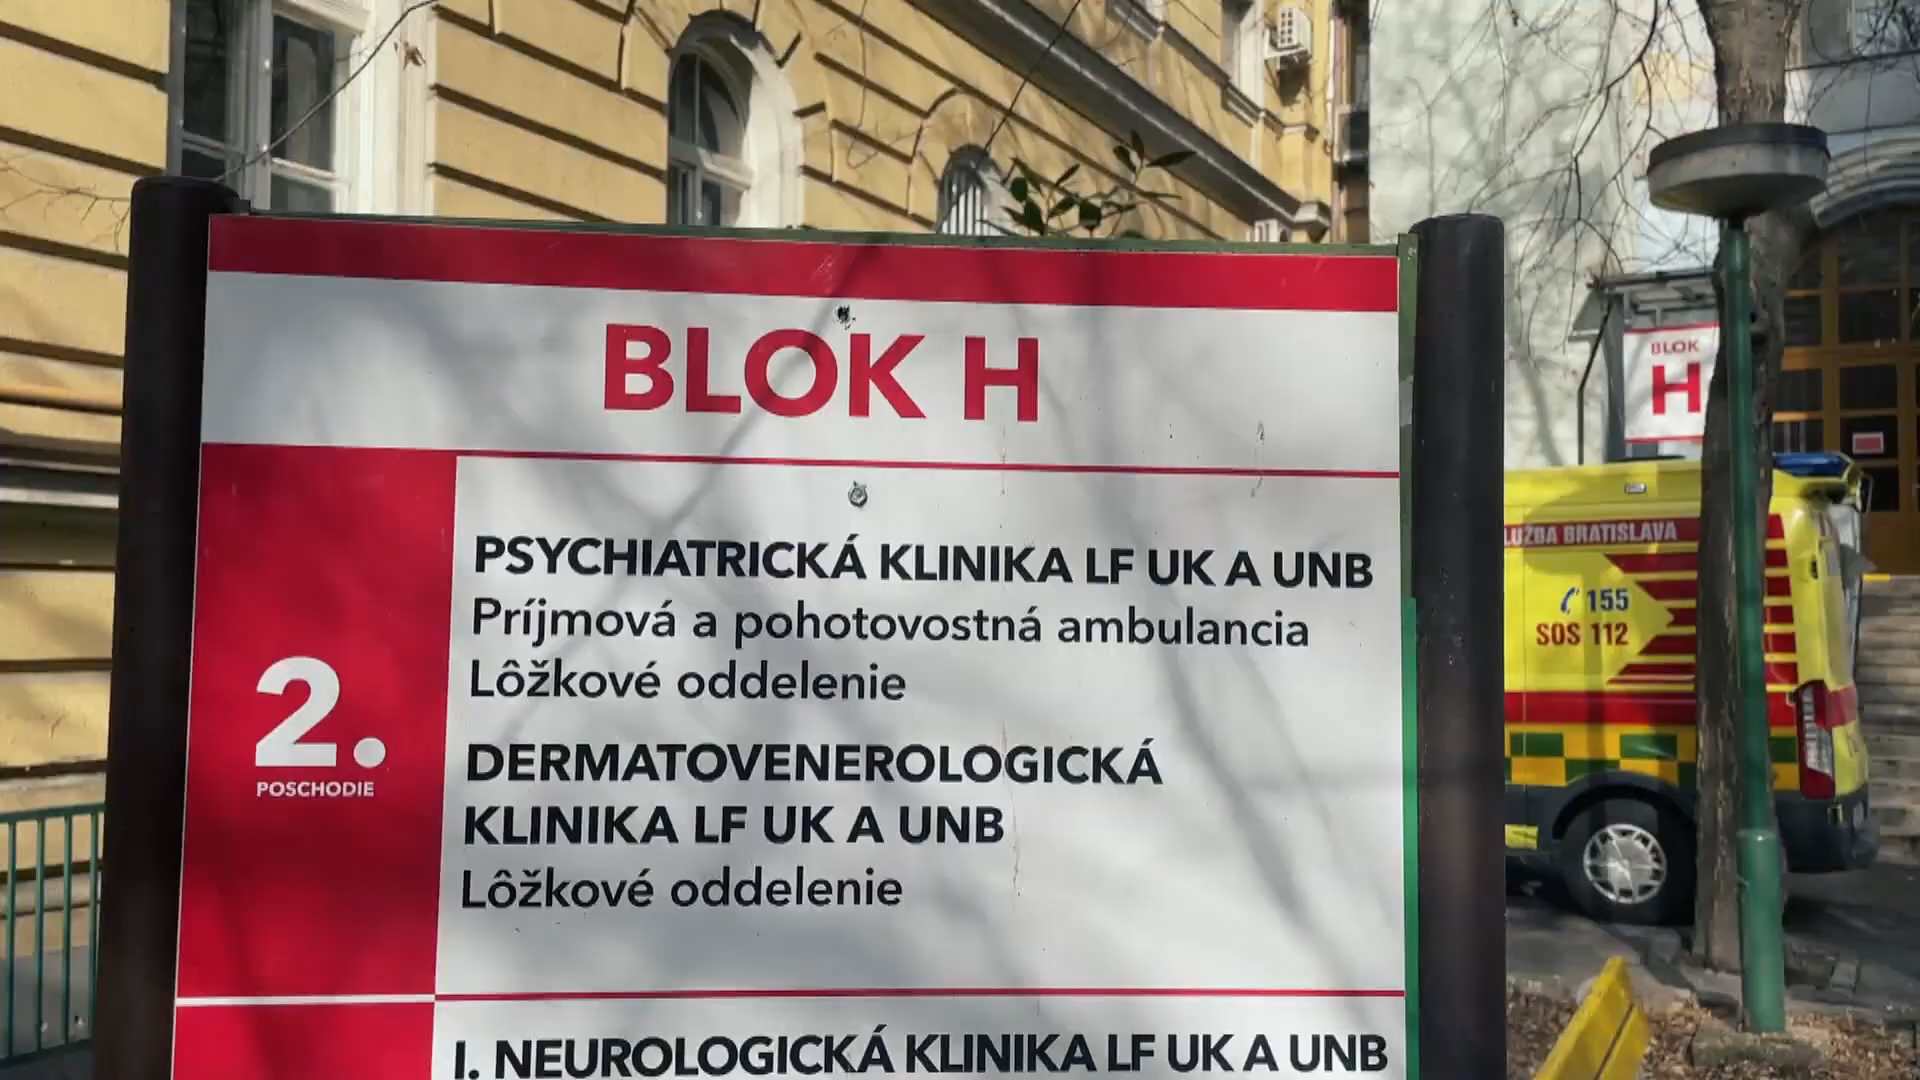 BLOK H
2.
POSCHODIE
PSYCHIATRICKÁ KLINIKA LF UK A UNB
Príjmová a pohotovostná ambulancia
Lôžkové oddelenie
DERMATOVENEROLOGICKÁ
KLINIKA LF UK A UNB
Lôžkové oddelenie
I. NEUROLOGICKÁ KLINIKA LF UK A UNB
BLOK
H
BRATISLAVA
155
SOS 112